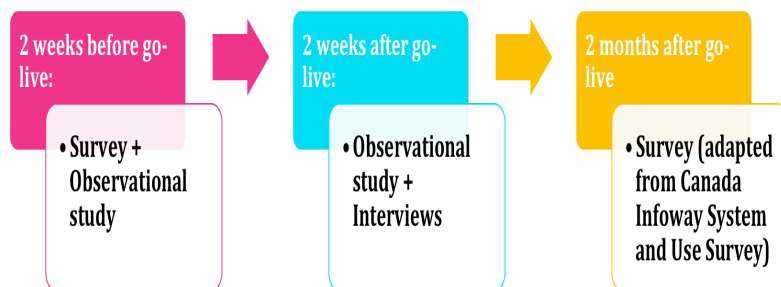 2 weeks before go-
live:
• Survey +
Observational
study
2 weeks after go-
live:
• Observational
study +
Interviews
2 months after go-
live
• Survey (adapted
from Canada
Infoway System
and Use Survey)